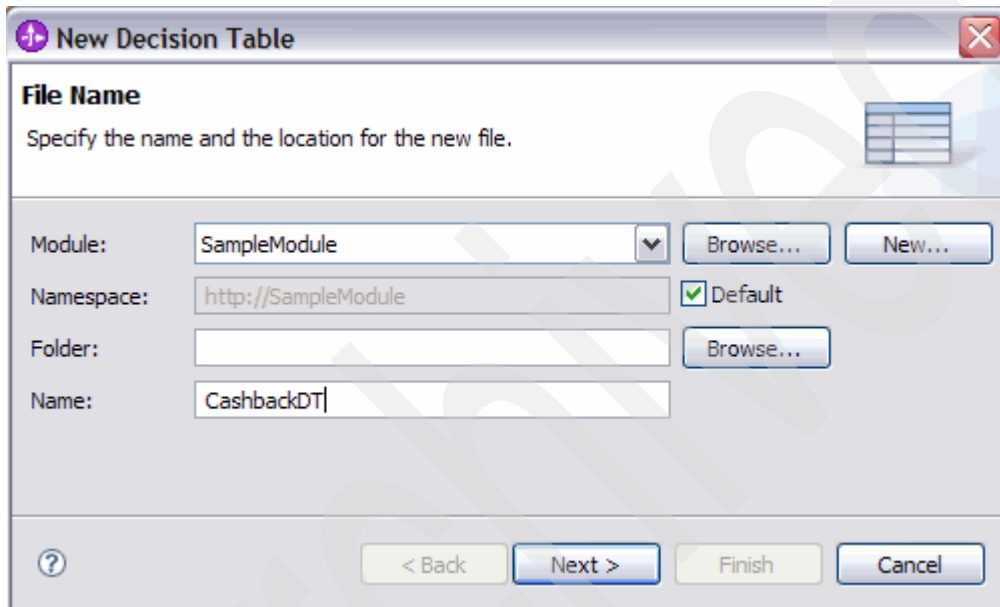 New Decision Table
File Name
Specify the name and the location for the new file.
Module: SampleModule Browse... New...
Namespace: http://SampleModule Default
Folder: Browse...
Name: CashbackDT
? < Back Next > Finish Cancel